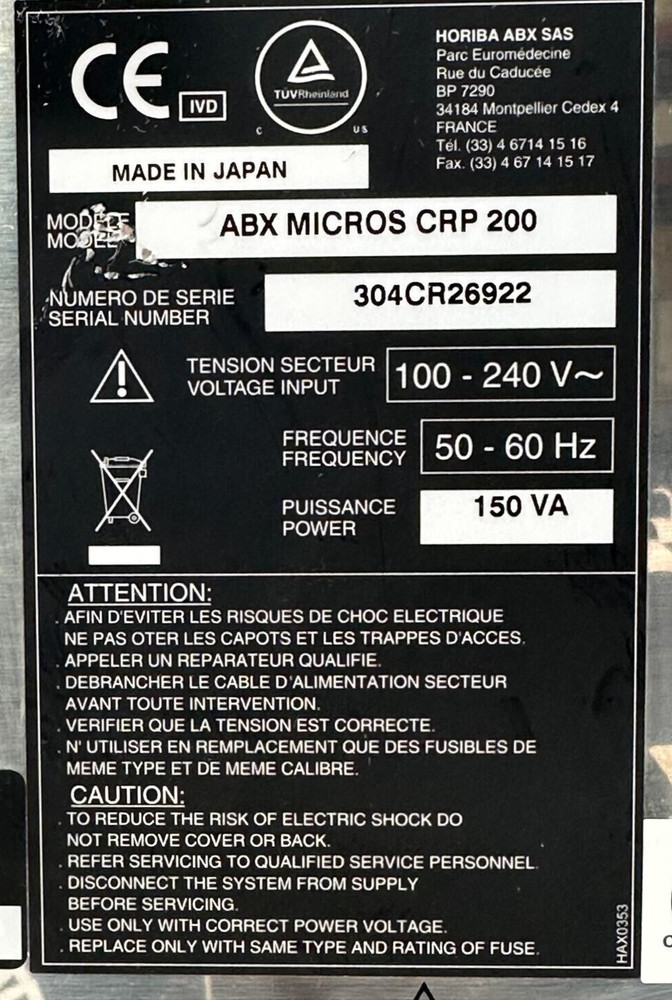 CE
IVD
TÜVRheinland
C US
HORIBA ABX SAS
Parc Euromédecine
Rue du Caducée
BP 7290
34184 Montpellier Cedex 4
FRANCE
Tél. (33) 4 6714 15 16
Fax. (33) 4 67 14 15 17
MADE IN JAPAN
MODELE
MODEL
ABX MICROS CRP 200
NUMERO DE SERIE
SERIAL NUMBER
304CR26922
TENSION SECTEUR
VOLTAGE INPUT
100 - 240 V~
FREQUENCE
FREQUENCY
50 - 60 Hz
PUISSANCE
POWER
150 VA
ATTENTION:
. AFIN D'EVITER LES RISQUES DE CHOC ELECTRIQUE
NE PAS OTER LES CAPOTS ET LES TRAPPES D'ACCES.
. APPELER UN REPARATEUR QUALIFIE.
. DEBRANCHER LE CABLE D'ALIMENTATION SECTEUR
AVANT TOUTE INTERVENTION.
. VERIFIER QUE LA TENSION EST CORRECTE.
. N' UTILISER EN REMPLACEMENT QUE DES FUSIBLES DE
MEME TYPE ET DE MEME CALIBRE.
CAUTION:
. TO REDUCE THE RISK OF ELECTRIC SHOCK DO
NOT REMOVE COVER OR BACK.
. REFER SERVICING TO QUALIFIED SERVICE PERSONNEL.
. DISCONNECT THE SYSTEM FROM SUPPLY
BEFORE SERVICING.
. USE ONLY WITH CORRECT POWER VOLTAGE.
. REPLACE ONLY WITH SAME TYPE AND RATING OF FUSE.
HAX0353